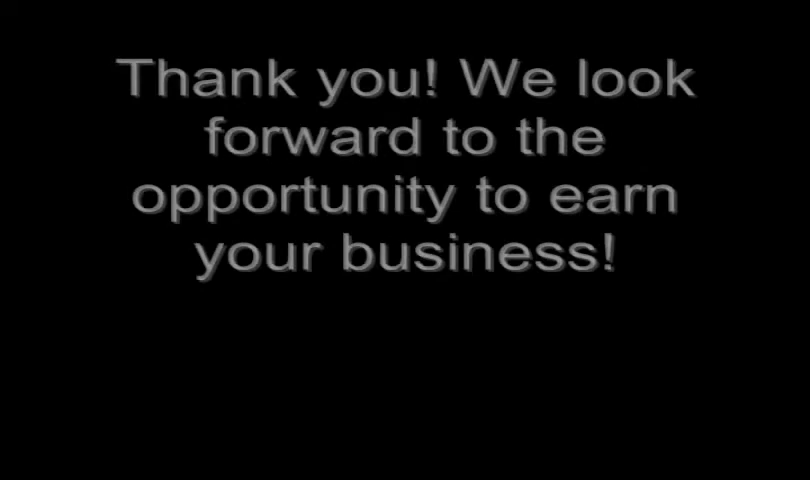 Thank you! We look
forward to the
opportunity to earn
your business!